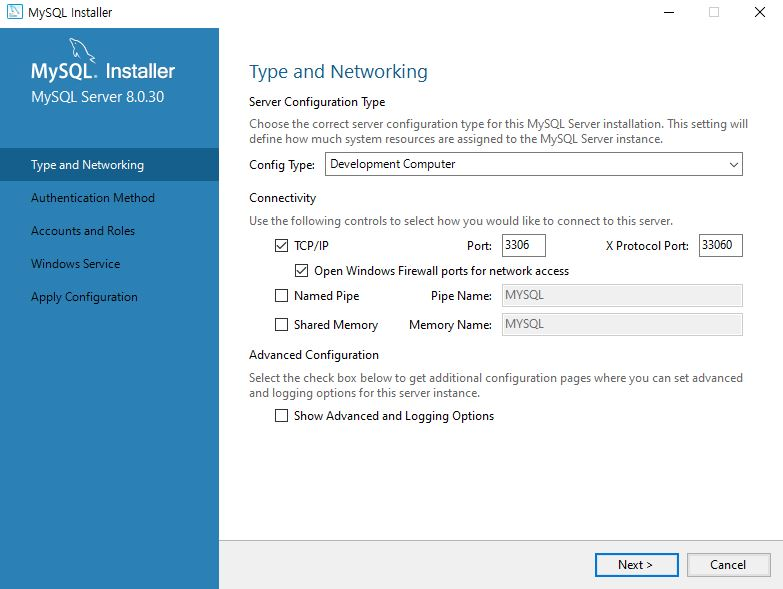 MySQL Installer
MySQL. Installer
MySQL Server 8.0.30
Type and Networking
Authentication Method
Accounts and Roles
Windows Service
Apply Configuration
Type and Networking
Server Configuration Type
Choose the correct server configuration type for this MySQL Server installation. This setting will
define how much system resources are assigned to the MySQL Server instance.
Config Type: Development Computer
Connectivity
Use the following controls to select how you would like to connect to this server.
TCP/IP Port: 3306 X Protocol Port: 33060
Open Windows Firewall ports for network access
Named Pipe Pipe Name: MYSQL
Shared Memory Memory Name: MYSQL
Advanced Configuration
Select the check box below to get additional configuration pages where you can set advanced
and logging options for this server instance.
Show Advanced and Logging Options
Next > Cancel